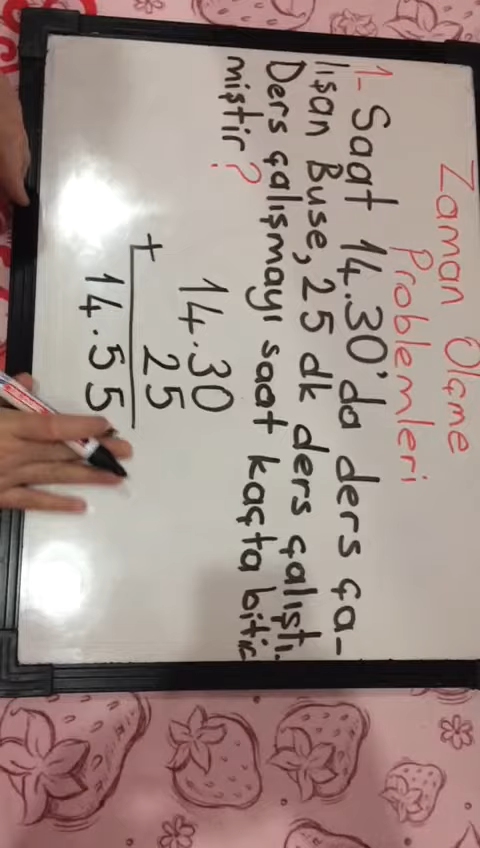 Zaman Ölçme
Problemleri
1- Saat 14.30'da ders ça-
lışan Buse, 25 dk ders çalıştı.
Ders çalışmayı saat kaçta bitir
miştir?
14.30
+ 25
14.55